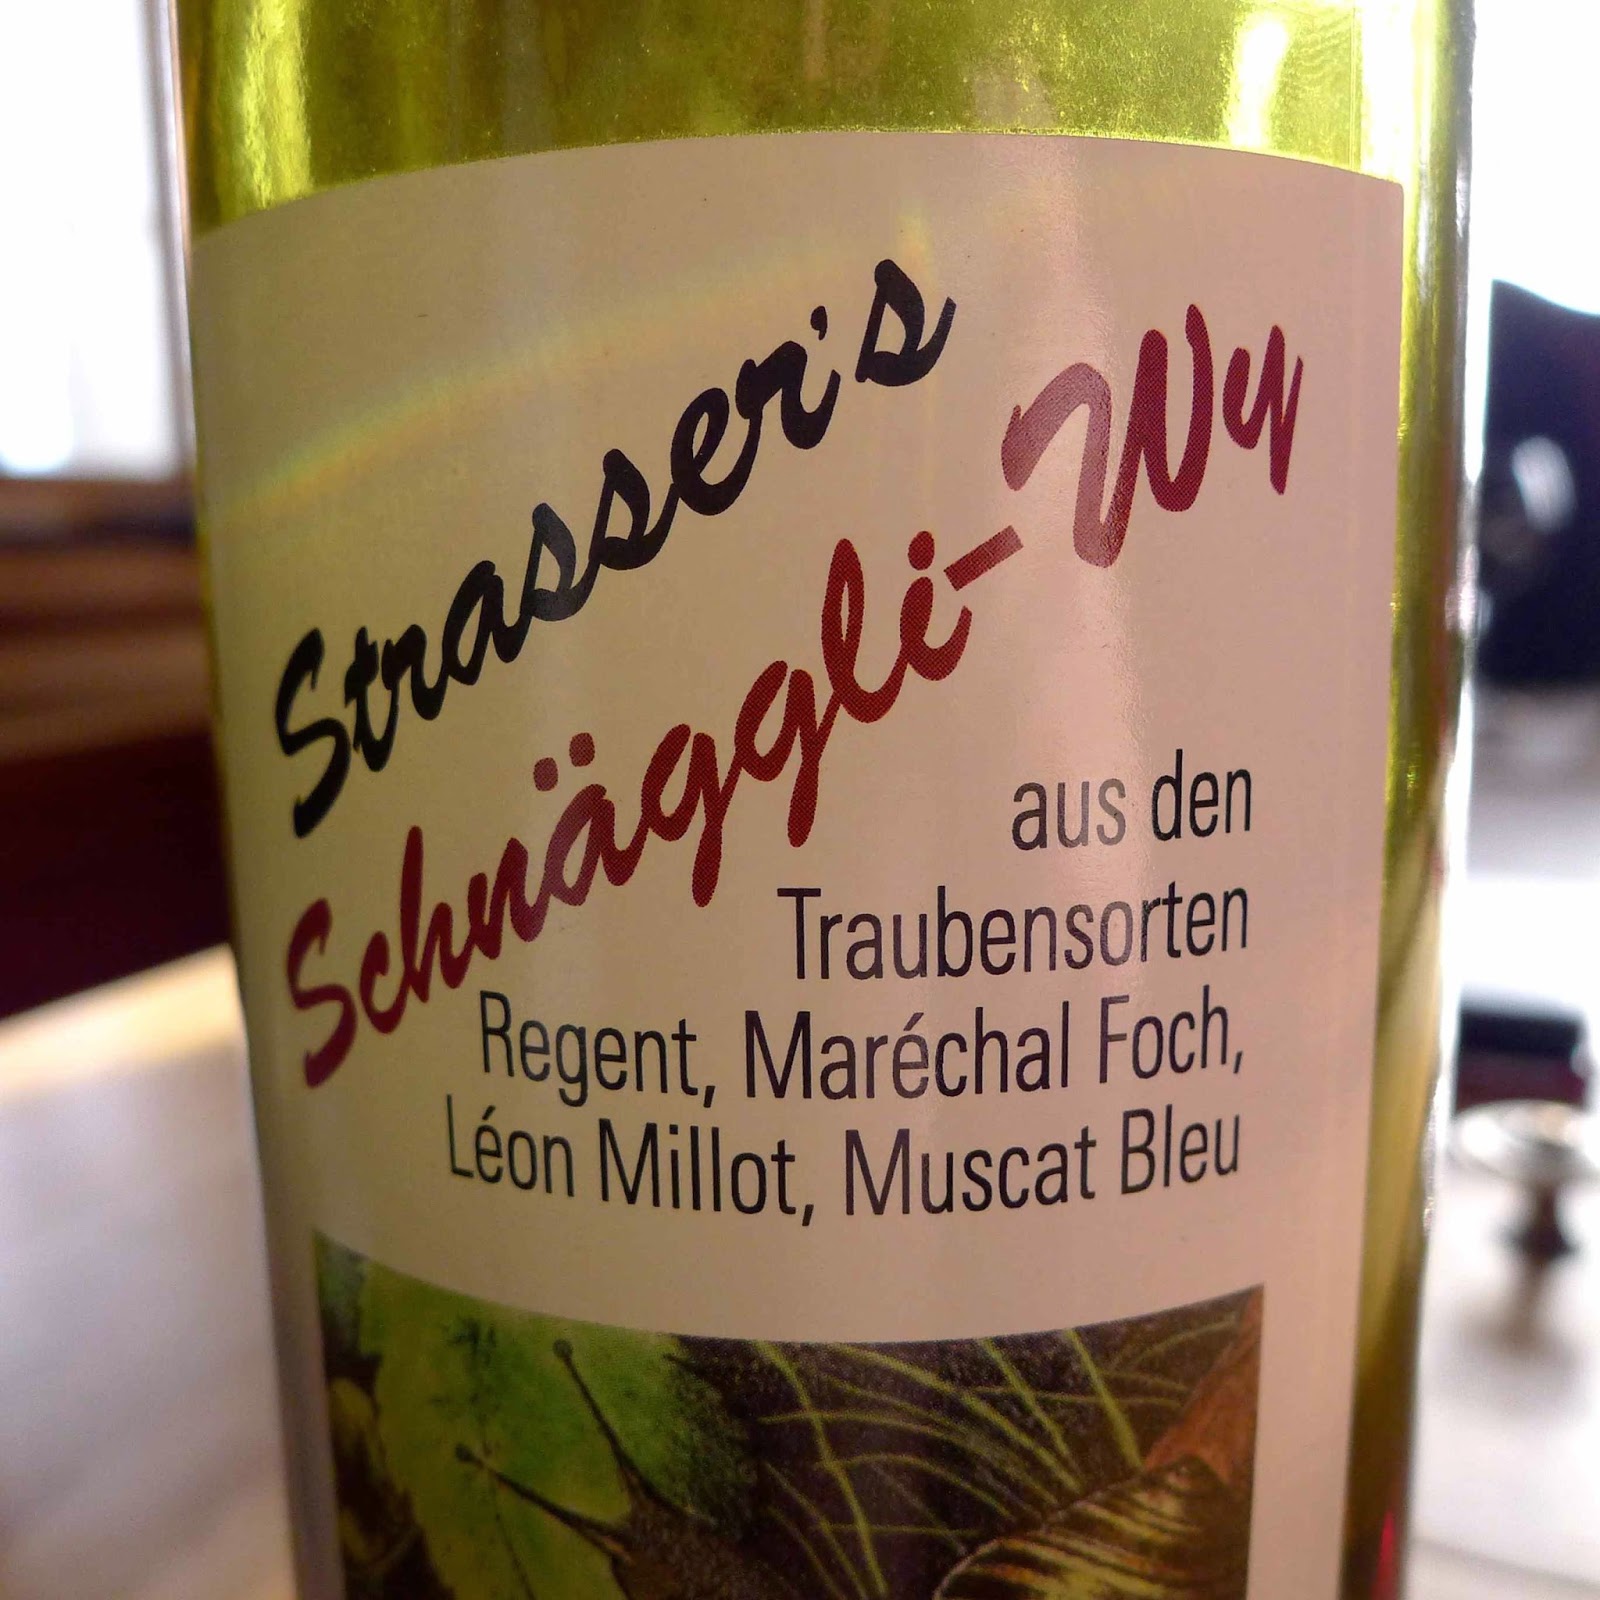 Strasser's
Schnäggli-Wy
aus den
Traubensorten
Regent, Maréchal Foch,
Léon Millot, Muscat Bleu